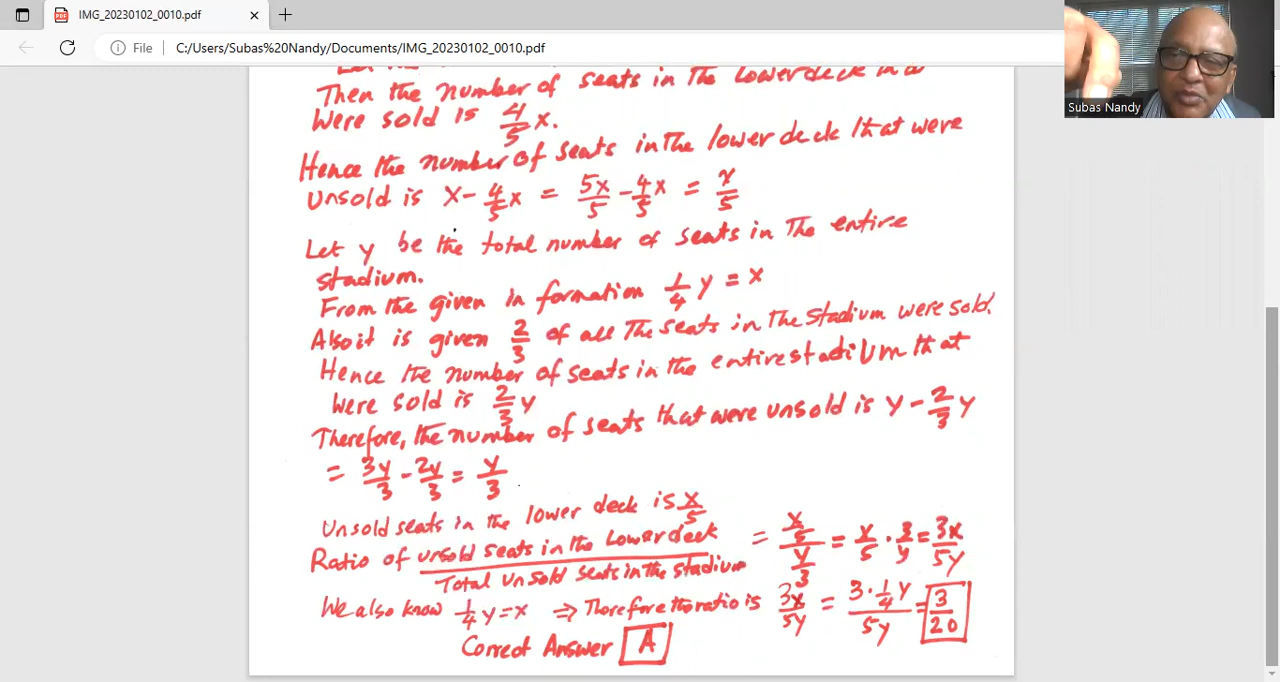 IMG_20230102_0010.pdf
File
C:/Users/Subas%20Nandy/Documents/IMG_20230102_0010.pdf
Subas Nandy
Then the number of seats in the lower deck
were sold is 4/5 x.
Hence the number of seats in the lower deck that were
unsold is x - 4/5 x = 5x/5 - 4/5 x = x/5
Let y be the total number of seats in the entire
stadium.
From the given in formation 1/4 y = x
Also it is given 2/3 of all the seats in the stadium were sold.
Hence the number of seats in the entire stadium that
were sold is 2/3 y
Therefore, the number of seats that were unsold is y - 2/3 y
= 3y/3 - 2y/3 = y/3
Unsold seats in the lower deck is x/5
Ratio of unsold seats in the lower deck / Total unsold seats in the stadium = (x/5)/(y/3) = x/5 · 3/y = 3x/5y
We also know 1/4 y = x ⇒ Therefore the ratio is 3x/5y = 3·1/4 y/5y = 3/20
Correct Answer A